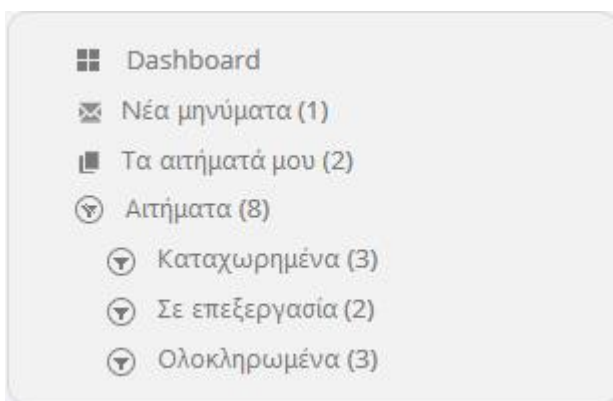 Dashboard
Νέα μηνύματα (1)
Τα αιτήματά μου (2)
Αιτήματα (8)
Καταχωρημένα (3)
Σε επεξεργασία (2)
Ολοκληρωμένα (3)